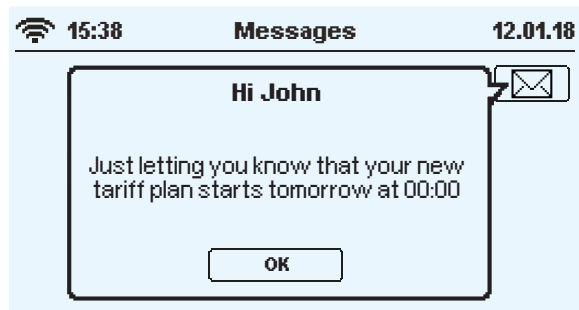 15:38 Messages 12.01.18
Hi John
Just letting you know that your new
tariff plan starts tomorrow at 00:00
OK